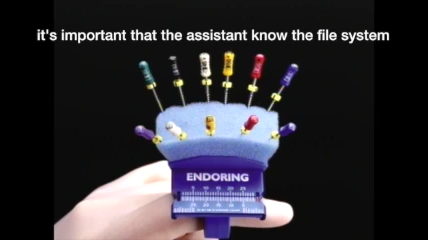 it's important that the assistant know the file system
ENDORING